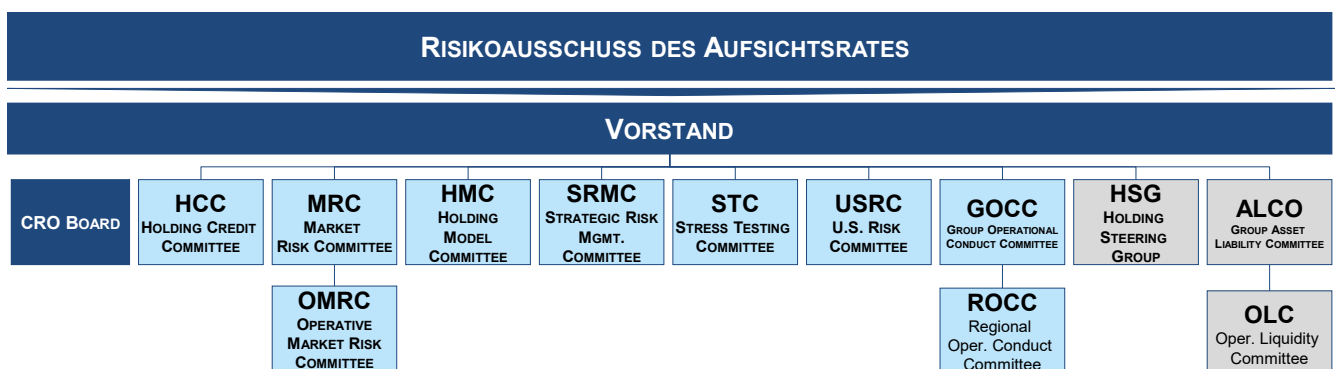 RISIKOAUSSCHUSS DES AUFSICHTSRATES
VORSTAND
CRO BOARD
HCC
HOLDING CREDIT
COMMITTEE
MRC
MARKET
RISK COMMITTEE
HMC
HOLDING
MODEL
COMMITTEE
SRMC
STRATEGIC RISK
MGMT.
COMMITTEE
STC
STRESS TESTING
COMMITTEE
USRC
U.S. RISK
COMMITTEE
GOCC
GROUP OPERATIONAL
CONDUCT COMMITTEE
HSG
HOLDING
STEERING
GROUP
ALCO
GROUP ASSET
LIABILITY COMMITTEE
OMRC
OPERATIVE
MARKET RISK
COMMITTEE
ROCC
Regional
Oper. Conduct
Committee
OLC
Oper. Liquidity
Committee